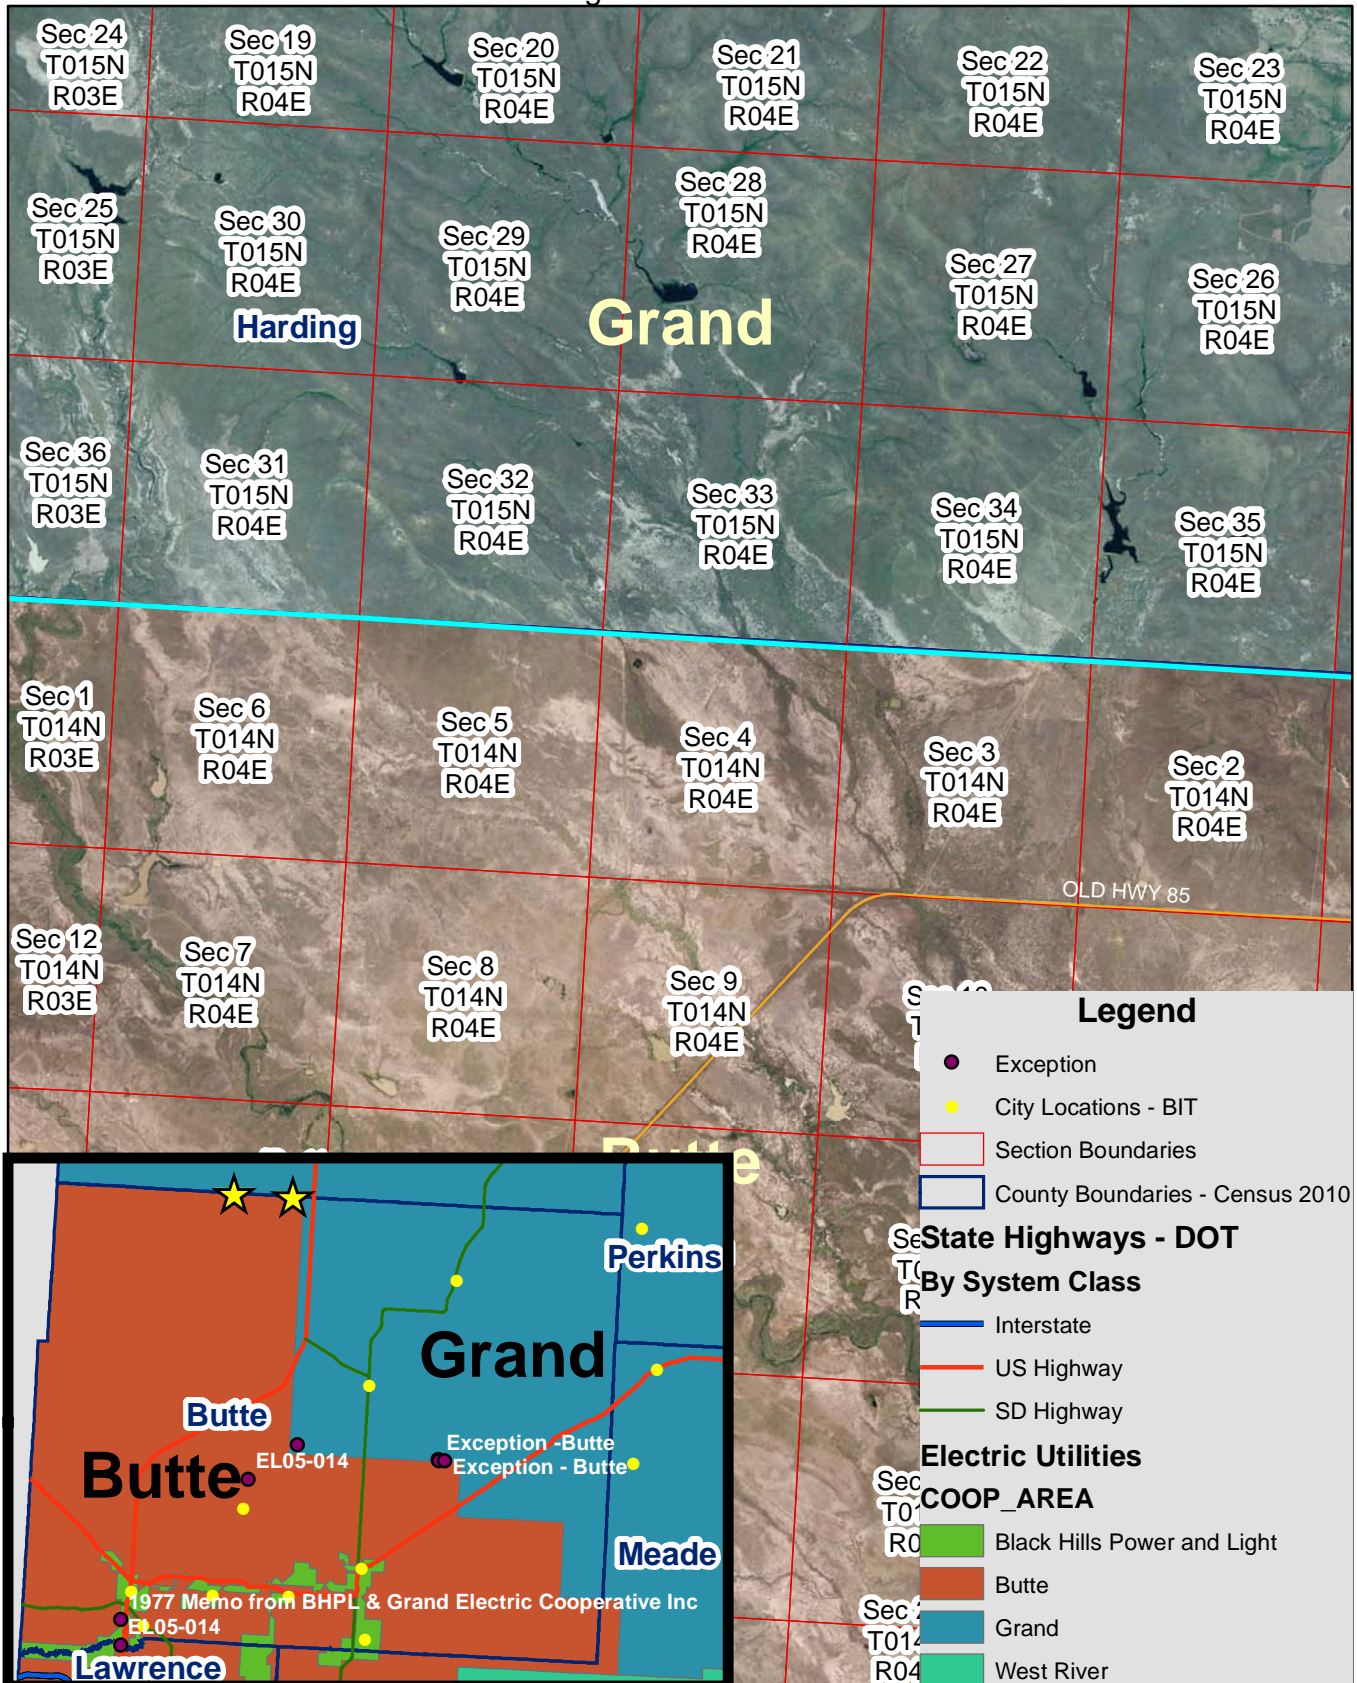 Sec 24
T015N
R03E
Sec 19
T015N
R04E
Sec 20
T015N
R04E
Sec 21
T015N
R04E
Sec 22
T015N
R04E
Sec 23
T015N
R04E
Sec 25
T015N
R03E
Sec 30
T015N
R04E
Sec 29
T015N
R04E
Sec 28
T015N
R04E
Sec 27
T015N
R04E
Sec 26
T015N
R04E
Harding
Grand
Sec 36
T015N
R03E
Sec 31
T015N
R04E
Sec 32
T015N
R04E
Sec 33
T015N
R04E
Sec 34
T015N
R04E
Sec 35
T015N
R04E
Sec 1
T014N
R03E
Sec 6
T014N
R04E
Sec 5
T014N
R04E
Sec 4
T014N
R04E
Sec 3
T014N
R04E
Sec 2
T014N
R04E
OLD HWY 85
Sec 12
T014N
R03E
Sec 7
T014N
R04E
Sec 8
T014N
R04E
Sec 9
T014N
R04E
Butte
Sec
T01
R0
Sec 2
T014
R04
Perkins
Grand
Butte
Butte
EL05-014
Exception -Butte
Exception - Butte
Meade
1977 Memo from BHPL & Grand Electric Cooperative Inc
EL05-014
Lawrence
Legend
Exception
City Locations - BIT
Section Boundaries
County Boundaries - Census 2010
State Highways - DOT
By System Class
Interstate
US Highway
SD Highway
Electric Utilities
COOP_AREA
Black Hills Power and Light
Butte
Grand
West River